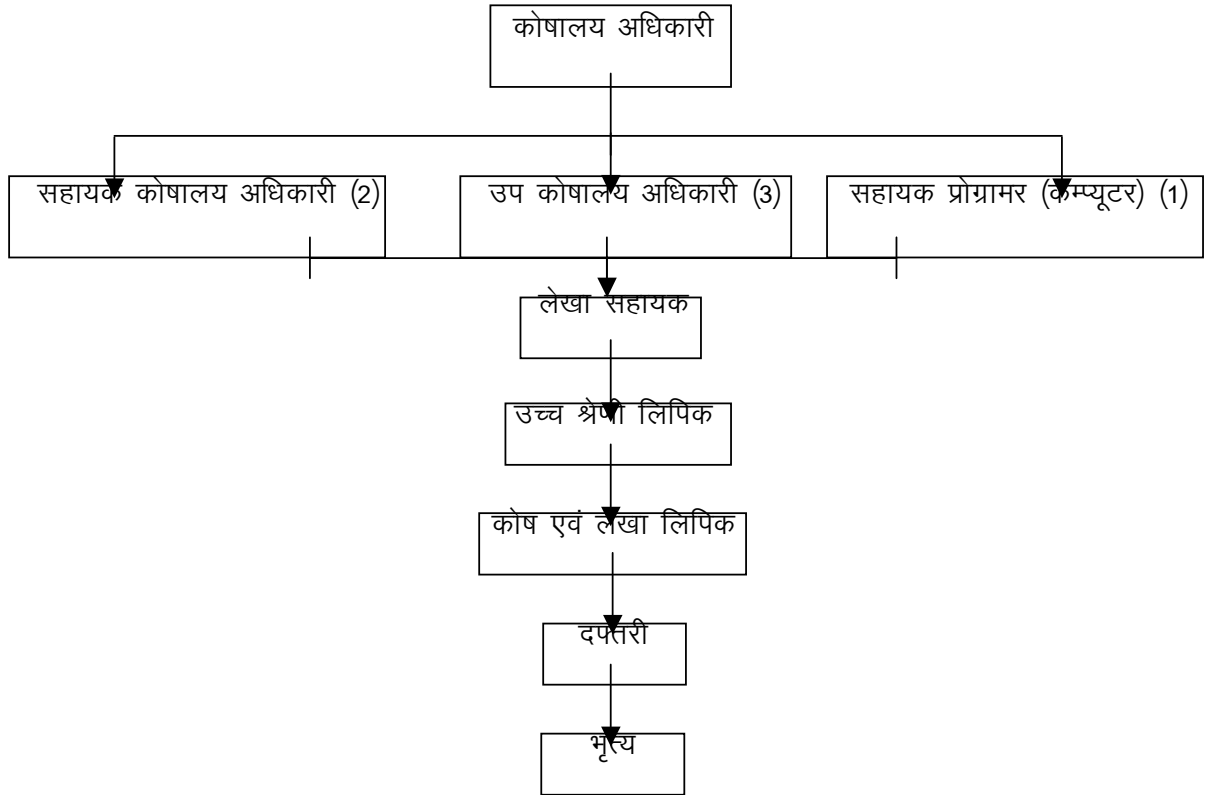 कोषालय अधिकारी
सहायक कोषालय अधिकारी (2)
उप कोषालय अधिकारी (3)
सहायक प्रोग्रामर (कम्प्यूटर) (1)
लेखा सहायक
उच्च श्रेणी लिपिक
कोष एवं लेखा लिपिक
दफ्तरी
भृत्य